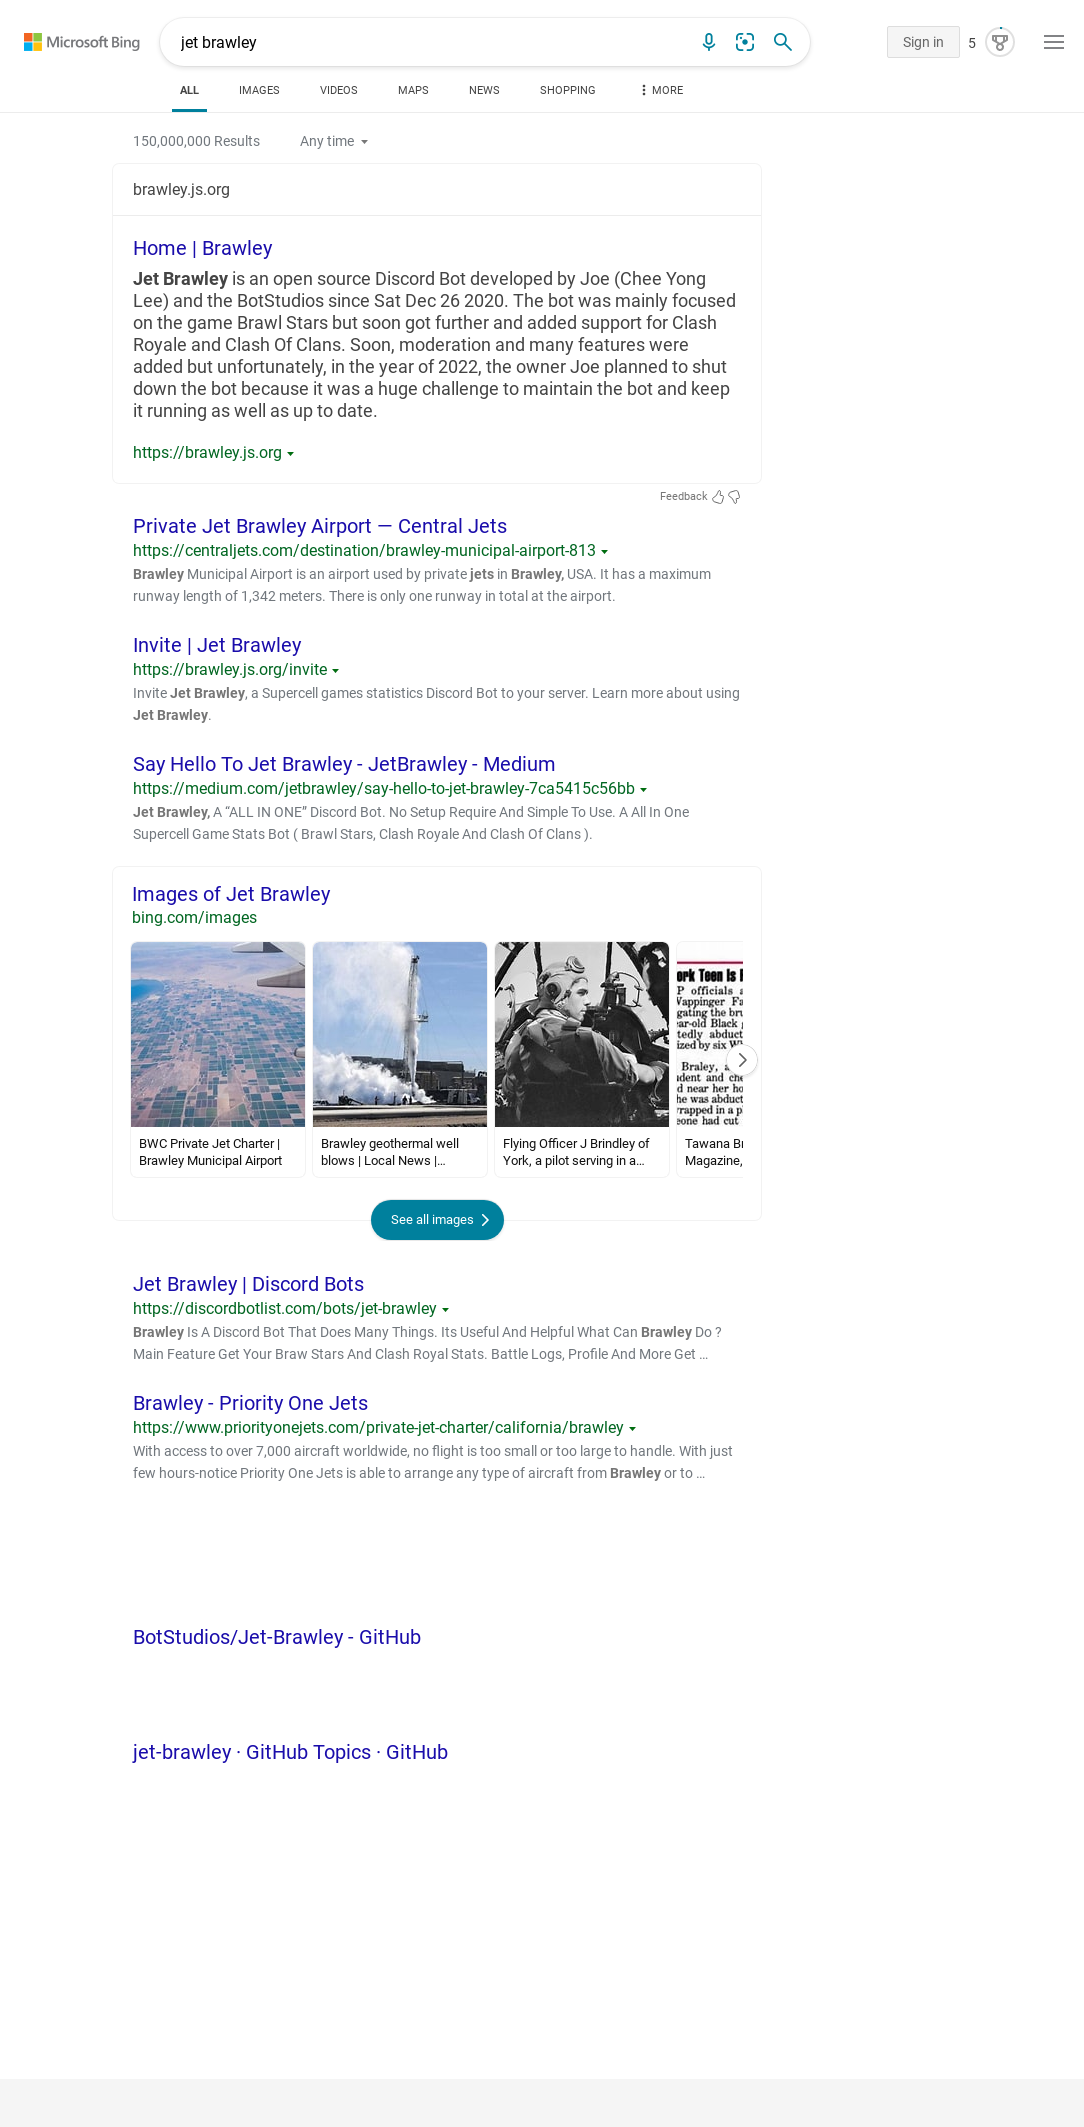 Microsoft Bing
jet brawley
Sign in
5
ALL
IMAGES
VIDEOS
MAPS
NEWS
SHOPPING
MORE
150,000,000 Results
Any time
brawley.js.org
Home | Brawley
Jet Brawley is an open source Discord Bot developed by Joe (Chee Yong
Lee) and the BotStudios since Sat Dec 26 2020. The bot was mainly focused
on the game Brawl Stars but soon got further and added support for Clash
Royale and Clash Of Clans. Soon, moderation and many features were
added but unfortunately, in the year of 2022, the owner Joe planned to shut
down the bot because it was a huge challenge to maintain the bot and keep
it running as well as up to date.
https://brawley.js.org
Feedback
Private Jet Brawley Airport — Central Jets
https://centraljets.com/destination/brawley-municipal-airport-813
Brawley Municipal Airport is an airport used by private jets in Brawley, USA. It has a maximum
runway length of 1,342 meters. There is only one runway in total at the airport.
Invite | Jet Brawley
https://brawley.js.org/invite
Invite Jet Brawley, a Supercell games statistics Discord Bot to your server. Learn more about using
Jet Brawley.
Say Hello To Jet Brawley - JetBrawley - Medium
https://medium.com/jetbrawley/say-hello-to-jet-brawley-7ca5415c56bb
Jet Brawley, A “ALL IN ONE” Discord Bot. No Setup Require And Simple To Use. A All In One
Supercell Game Stats Bot ( Brawl Stars, Clash Royale And Clash Of Clans ).
Images of Jet Brawley
bing.com/images
ork Teen Is
P officials a
Wappinger Fa
gating the bru
ear-old Black
tedly abduct
ized by six W
Braley, a
dent and che
d near her ho
he was abduct
rapped in a pl
eone had cut
BWC Private Jet Charter |
Brawley Municipal Airport
Brawley geothermal well
blows | Local News |...
Flying Officer J Brindley of
York, a pilot serving in a...
Tawana Br
Magazine,
See all images
Jet Brawley | Discord Bots
https://discordbotlist.com/bots/jet-brawley
Brawley Is A Discord Bot That Does Many Things. Its Useful And Helpful What Can Brawley Do ?
Main Feature Get Your Braw Stars And Clash Royal Stats. Battle Logs, Profile And More Get ...
Brawley - Priority One Jets
https://www.priorityonejets.com/private-jet-charter/california/brawley
With access to over 7,000 aircraft worldwide, no flight is too small or too large to handle. With just
few hours-notice Priority One Jets is able to arrange any type of aircraft from Brawley or to ...
BotStudios/Jet-Brawley - GitHub
jet-brawley · GitHub Topics · GitHub